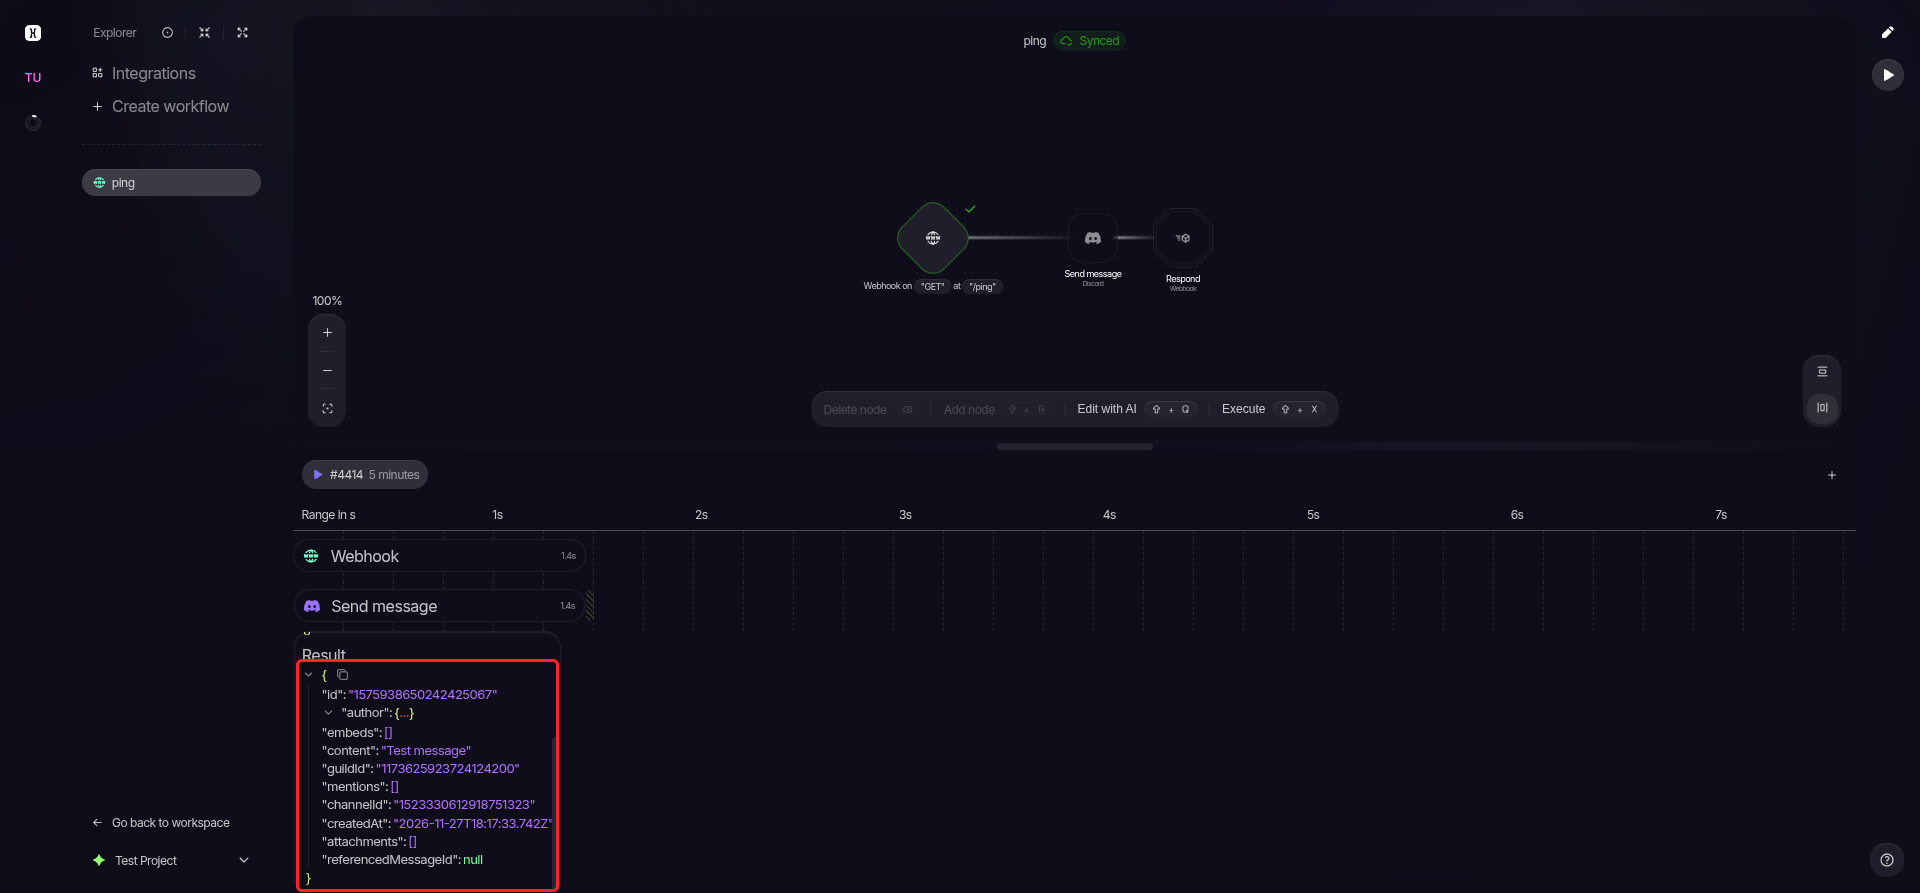 Explorer
TU
Integrations
Create workflow
ping
ping Synced
Webhook on "GET" at "/ping"
Send message
Discord
Respond
Webhook
100%
Delete node Add node + A Edit with AI + Q Execute + X
#4414 5 minutes
Range in s 1s 2s 3s 4s 5s 6s 7s
Webhook 1.4s
Send message 1.4s
Result
{
"id": "1575938650242425067"
"author": {...}
"embeds": []
"content": "Test message"
"guildId": "1173625923724124200"
"mentions": []
"channelId": "1523330612918751323"
"createdAt": "2026-11-27T18:17:33.742Z"
"attachments": []
"referencedMessageId": null
}
Go back to workspace
Test Project